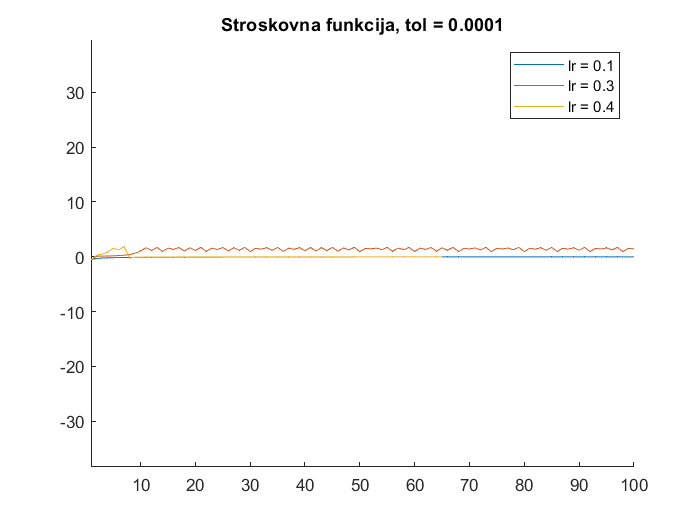 Stroskovna funkcija, tol = 0.0001
lr = 0.1
lr = 0.3
lr = 0.4
30
20
10
0
-10
-20
-30
10 20 30 40 50 60 70 80 90 100